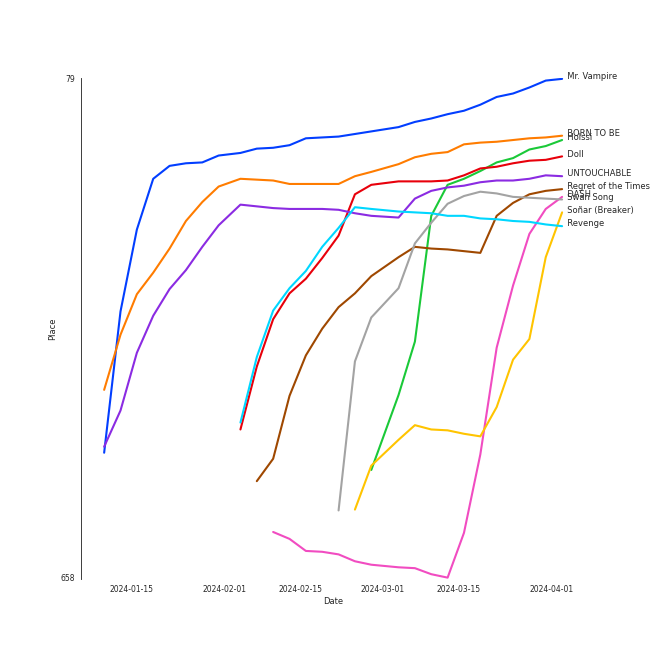 79
Mr. Vampire
BORN TO BE
Rôissi
Doll
UNTOUCHABLE
Regret of the Times
DASH
Swan Song
Soñar (Breaker)
Revenge
Place
658
2024-01-15
2024-02-01
2024-02-15
2024-03-01
2024-03-15
2024-04-01
Date